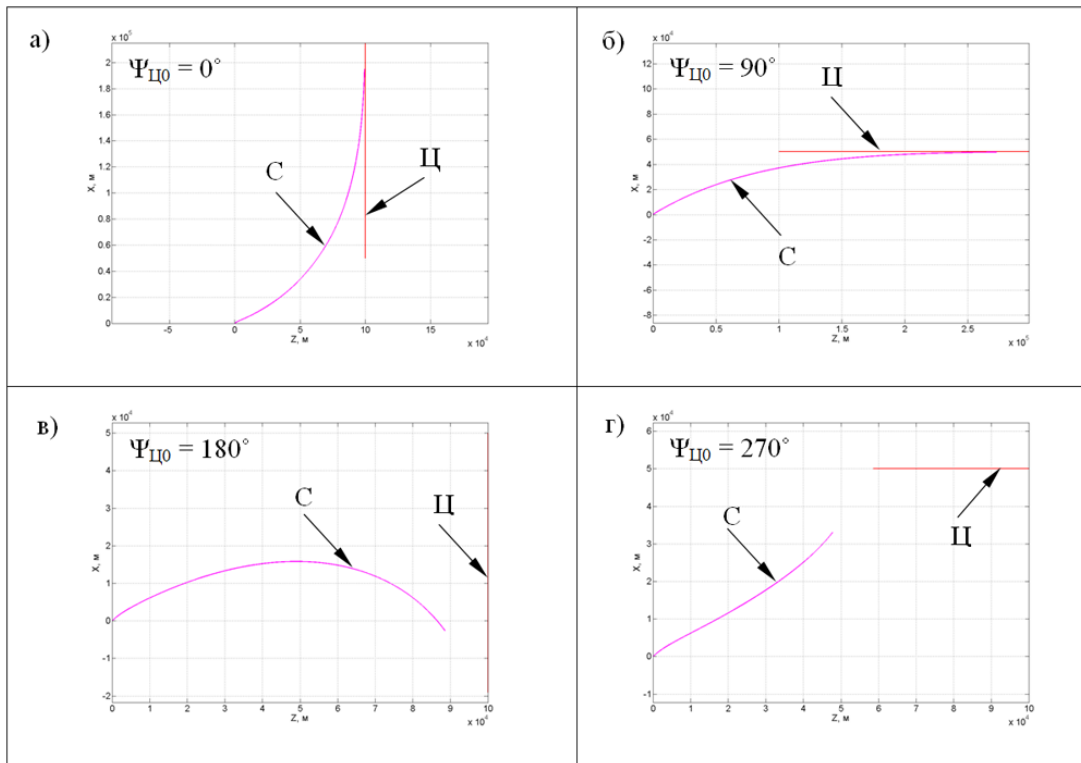 а)
Ψ_Ц0 = 0°
x 10^5
X, м
2
1.8
1.6
1.4
1.2
1
0.8
0.6
0.4
0.2
0
С
Ц
-5 0 5 10 15
Z, м
x 10^4
б)
Ψ_Ц0 = 90°
x 10^4
X, м
12
10
8
6
4
2
0
-2
-4
-6
-8
Ц
С
0 0.5 1 1.5 2 2.5
Z, м
x 10^5
в)
Ψ_Ц0 = 180°
x 10^4
X, м
5
4
3
2
1
0
-1
-2
С
Ц
0 1 2 3 4 5 6 7 8 9 10
Z, м
x 10^4
г)
Ψ_Ц0 = 270°
x 10^4
X, м
6
5
4
3
2
1
0
-1
С
Ц
0 1 2 3 4 5 6 7 8 9 10
Z, м
x 10^4